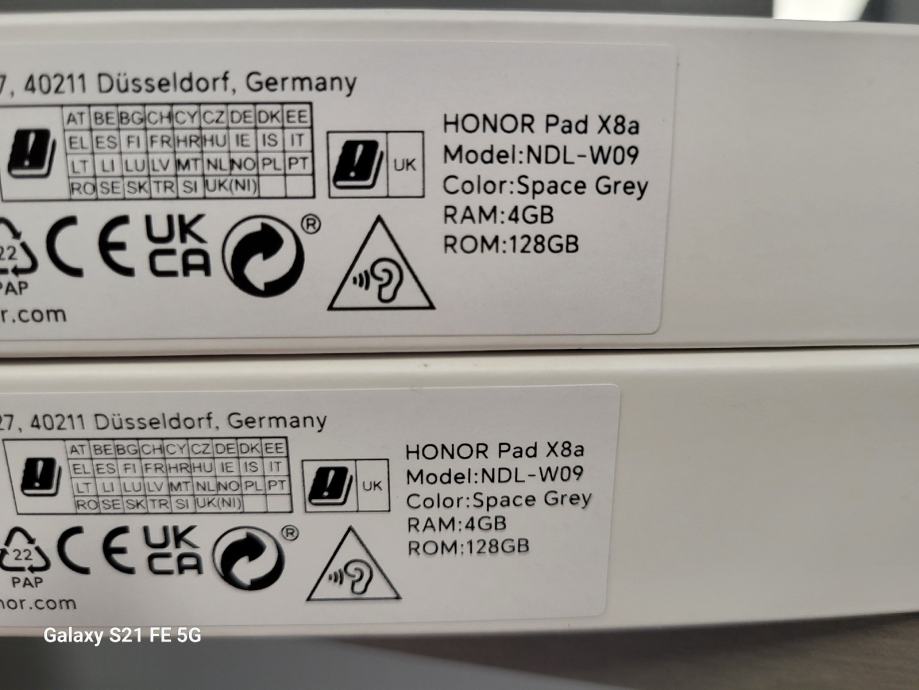 7, 40211 Düsseldorf, Germany
AT BE BG CH CY CZ DE DK EE
EL ES FI FR HR HU IE IS IT
LT LI LU LV MT NL NO PL PT
RO SE SK TR SI UK(NI)
UK
HONOR Pad X8a
Model:NDL-W09
Color:Space Grey
RAM:4GB
ROM:128GB
22
PAP
CE
UK
CA
®
r.com
27, 40211 Düsseldorf, Germany
AT BE BG CH CY CZ DE DK EE
EL ES FI FR HR HU IE IS IT
LT LI LU LV MT NL NO PL PT
RO SE SK TR SI UK(NI)
UK
HONOR Pad X8a
Model:NDL-W09
Color:Space Grey
RAM:4GB
ROM:128GB
22
PAP
CE
UK
CA
®
nor.com
Galaxy S21 FE 5G